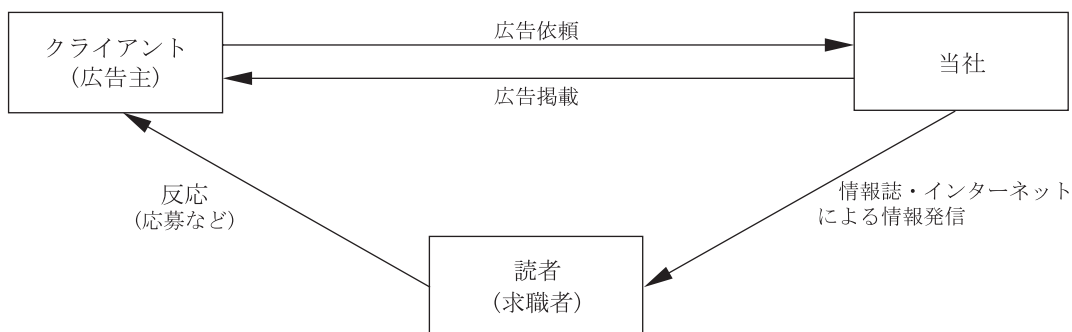 広告依頼
クライアント
(広告主)
当社
広告掲載
反応
(応募など)
情報誌・インターネット
による情報発信
読者
(求職者)